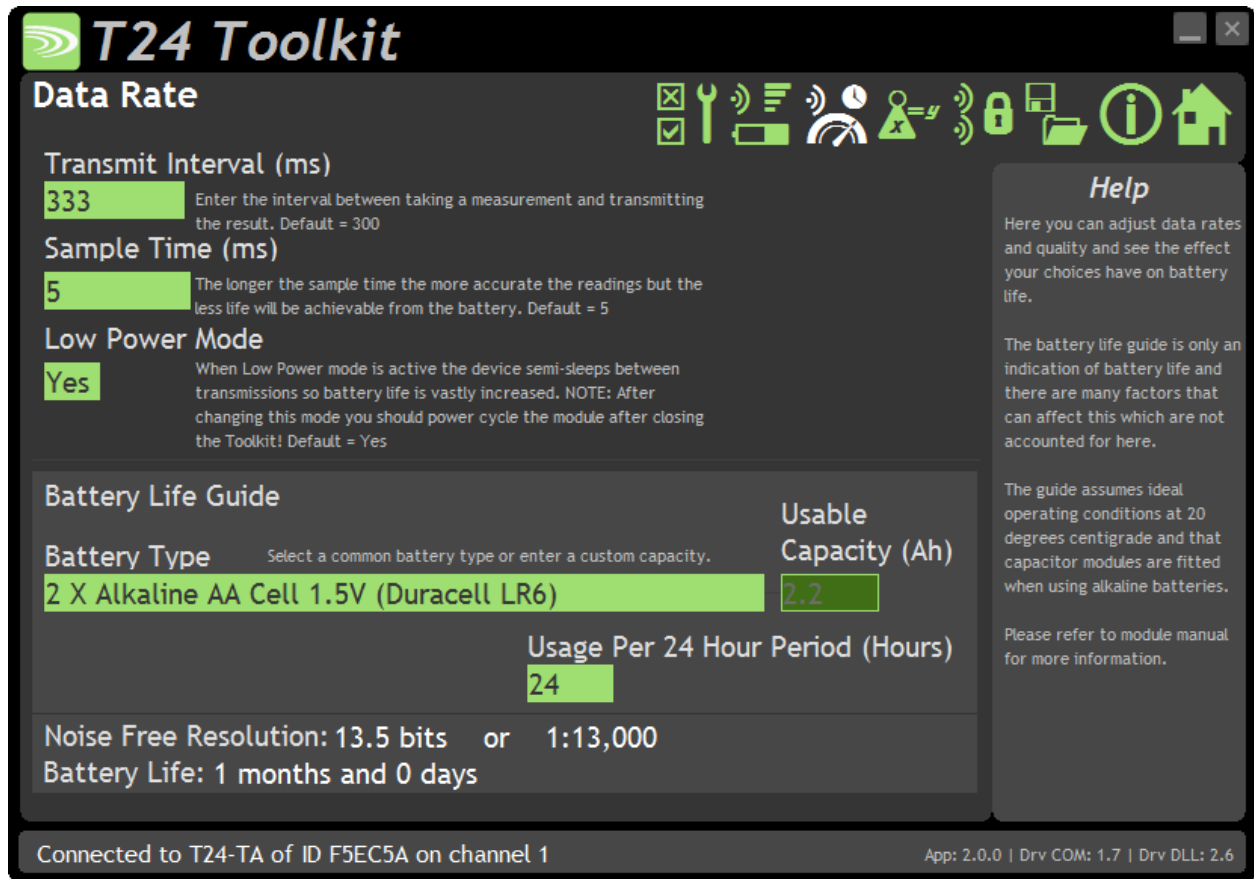 T24 Toolkit
Data Rate
x=y
Transmit Interval (ms)
333
Enter the interval between taking a measurement and transmitting
the result. Default = 300
Sample Time (ms)
5
The longer the sample time the more accurate the readings but the
less life will be achievable from the battery. Default = 5
Low Power Mode
Yes
When Low Power mode is active the device semi-sleeps between
transmissions so battery life is vastly increased. NOTE: After
changing this mode you should power cycle the module after closing
the Toolkit! Default = Yes
Battery Life Guide
Battery Type
Select a common battery type or enter a custom capacity.
Usable
Capacity (Ah)
2 X Alkaline AA Cell 1.5V (Duracell LR6)
2.2
Usage Per 24 Hour Period (Hours)
24
Noise Free Resolution: 13.5 bits or 1:13,000
Battery Life: 1 months and 0 days
Help
Here you can adjust data rates
and quality and see the effect
your choices have on battery
life.
The battery life guide is only an
indication of battery life and
there are many factors that
can affect this which are not
accounted for here.
The guide assumes ideal
operating conditions at 20
degrees centigrade and that
capacitor modules are fitted
when using alkaline batteries.
Please refer to module manual
for more information.
Connected to T24-TA of ID F5EC5A on channel 1
App: 2.0.0 | Drv COM: 1.7 | Drv DLL: 2.6